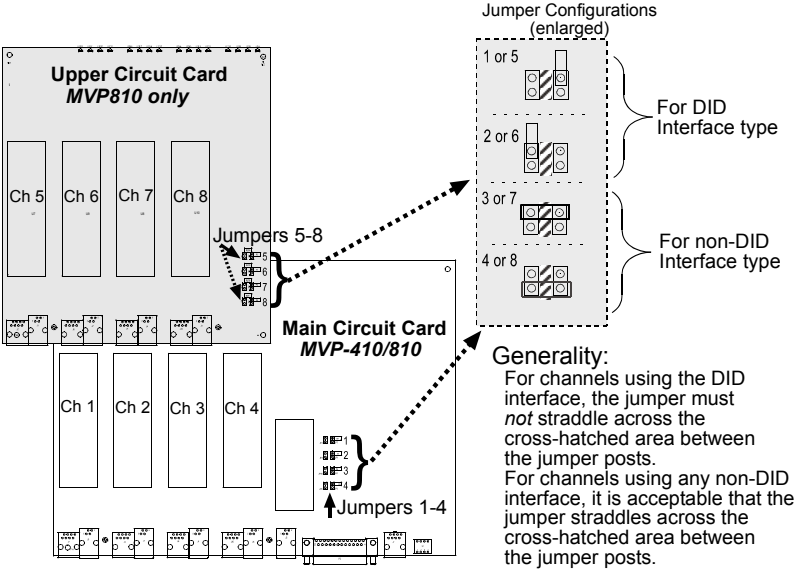 Jumper Configurations
(enlarged)
Upper Circuit Card
MVP810 only
1 or 5
For DID
Interface type
2 or 6
Ch 5
Ch 6
Ch 7
Ch 8
3 or 7
Jumpers 5-8
5
6
7
8
For non-DID
Interface type
4 or 8
Main Circuit Card
MVP-410/810
Generality:
For channels using the DID
interface, the jumper must
not straddle across the
cross-hatched area between
the jumper posts.
For channels using any non-DID
interface, it is acceptable that the
jumper straddles across the
cross-hatched area between
the jumper posts.
Ch 1
Ch 2
Ch 3
Ch 4
1
2
3
4
Jumpers 1-4